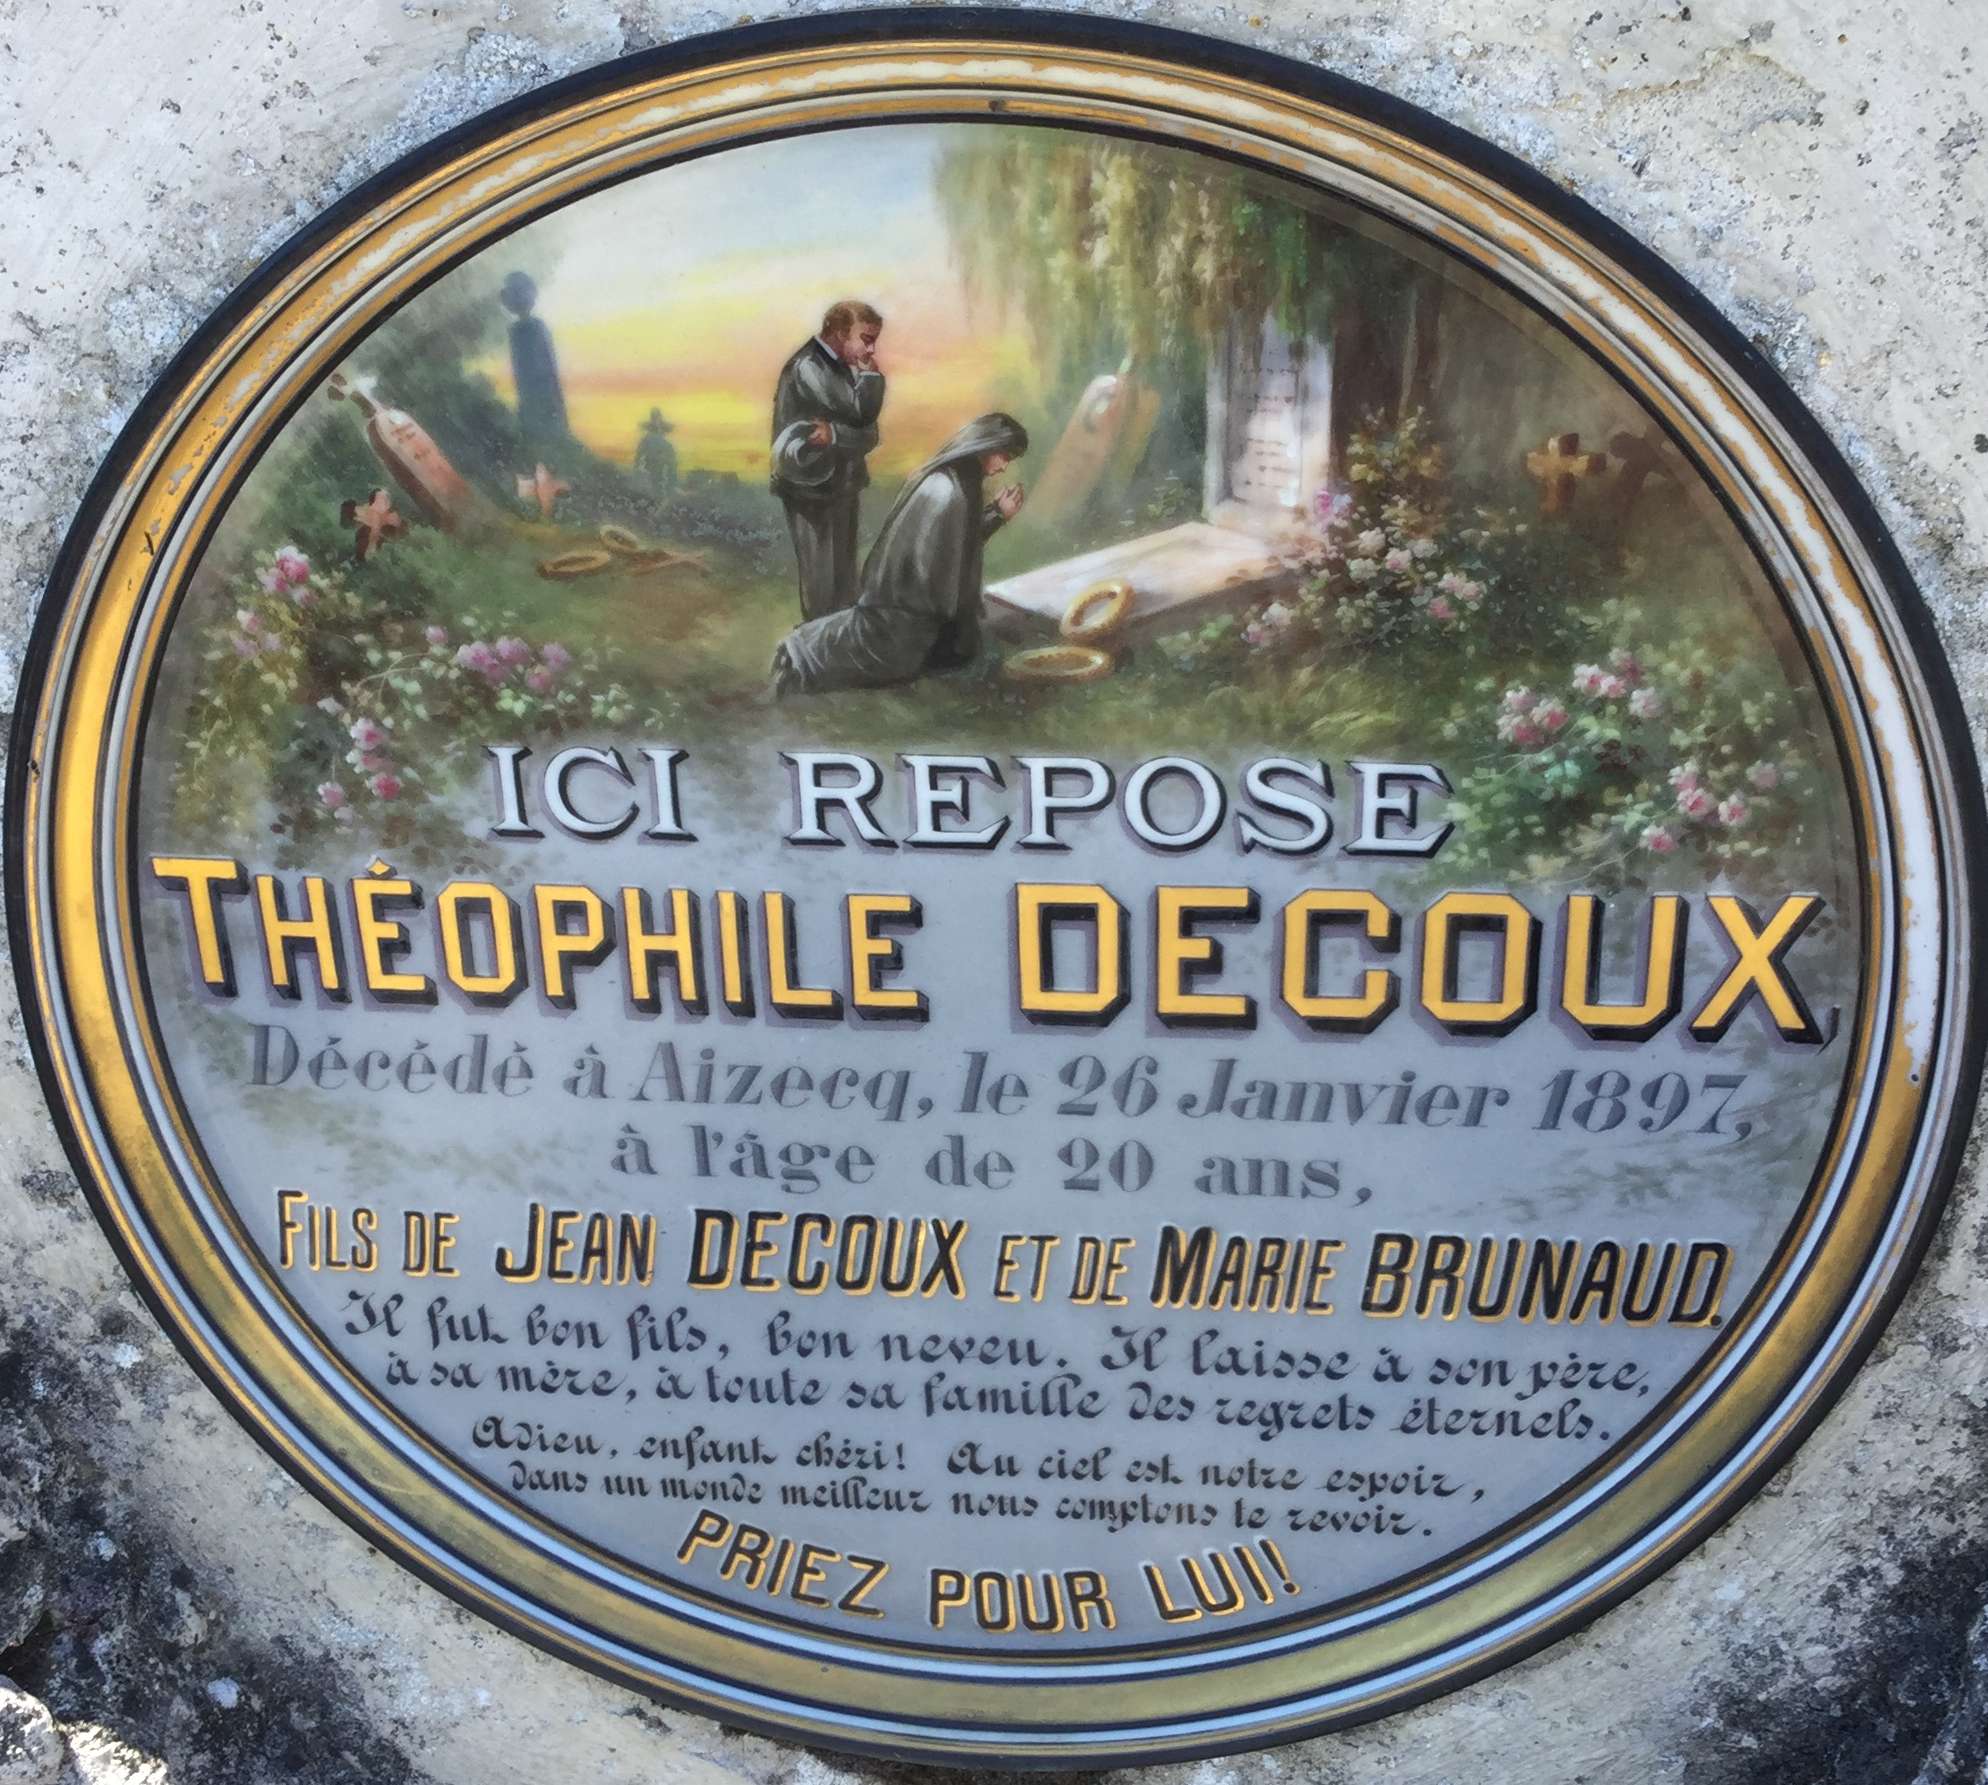 ICI REPOSE
THÉOPHILE DECOUX,
Décédé à Aizecq, le 26 Janvier 1897,
à l'âge de 20 ans,
FILS DE JEAN DECOUX ET DE MARIE BRUNAUD.
Il fut bon fils, bon neveu. Il laisse à son père,
à sa mère, à toute sa famille des regrets éternels.
Adieu, enfant chéri! Au ciel est notre espoir,
dans un monde meilleur nous comptons te revoir.
PRIEZ POUR LUI!